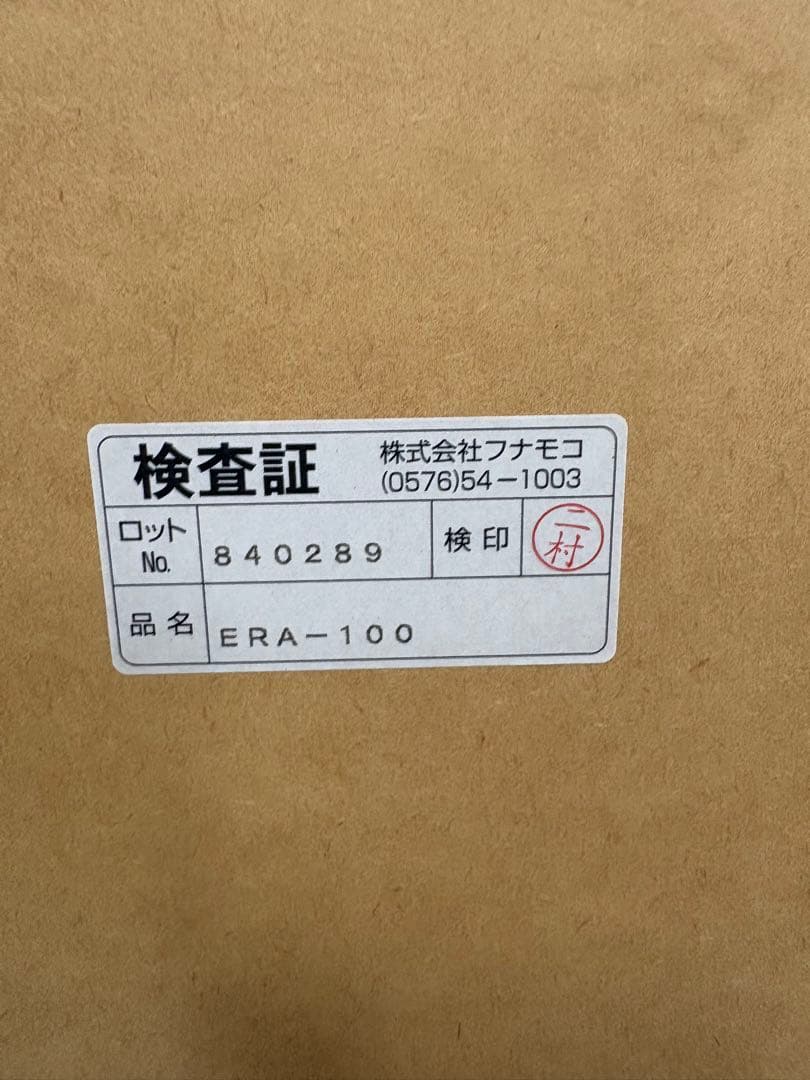 検査証
株式会社フナモコ
(0576)54-1003
ロット
No.
840289
検印
二村
品名
ERA-100